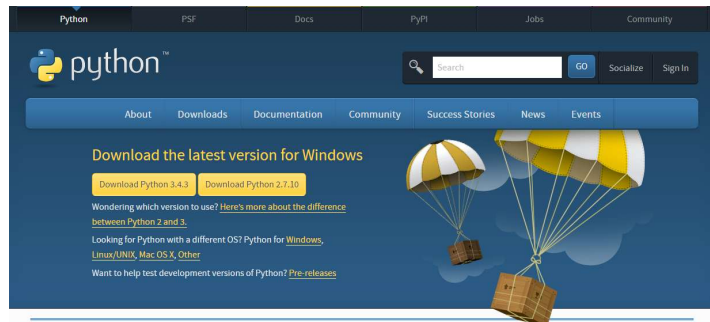 Python PSF Docs PyPI Jobs Community
python™
Search GO Socialize Sign In
About Downloads Documentation Community Success Stories News Events
Download the latest version for Windows
Download Python 3.4.3 Download Python 2.7.10
Wondering which version to use? Here's more about the difference
between Python 2 and 3.
Looking for Python with a different OS? Python for Windows,
Linux/UNIX, Mac OS X, Other
Want to help test development versions of Python? Pre-releases